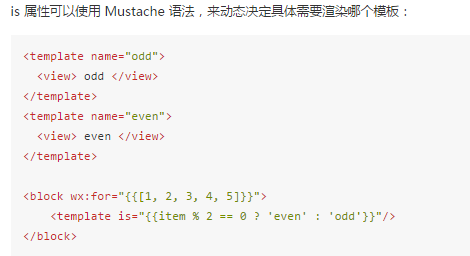 is 属性可以使用 Mustache 语法，来动态决定具体需要渲染哪个模板：
<template name="odd">
  <view> odd </view>
</template>
<template name="even">
  <view> even </view>
</template>
<block wx:for="{{[1, 2, 3, 4, 5]}}">
    <template is="{{item % 2 == 0 ? 'even' : 'odd'}}"/>
</block>